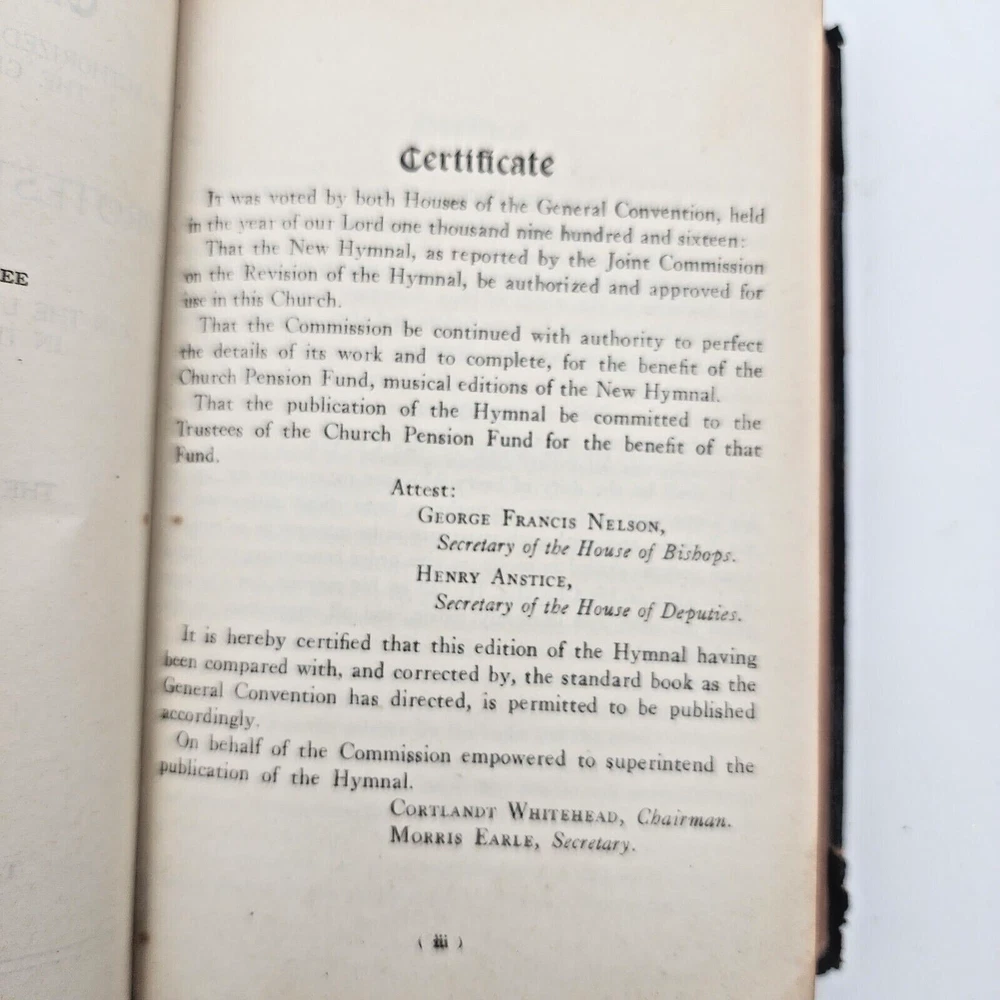 EE
Certificate
It was voted by both Houses of the General Convention, held
in the year of our Lord one thousand nine hundred and sixteen:
That the New Hymnal, as reported by the Joint Commission
on the Revision of the Hymnal, be authorized and approved for
use in this Church.
That the Commission be continued with authority to perfect
the details of its work and to complete, for the benefit of the
Church Pension Fund, musical editions of the New Hymnal.
That the publication of the Hymnal be committed to the
Trustees of the Church Pension Fund for the benefit of that
Fund.
Attest:
George Francis Nelson,
Secretary of the House of Bishops.
Henry Anstice,
Secretary of the House of Deputies.
It is hereby certified that this edition of the Hymnal having
been compared with, and corrected by, the standard book as the
General Convention has directed, is permitted to be published
accordingly.
On behalf of the Commission empowered to superintend the
publication of the Hymnal.
Cortlandt Whitehead, Chairman.
Morris Earle, Secretary.
( iii )